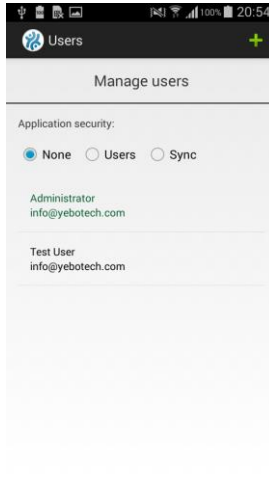 100% 20:54
Users
Manage users
Application security:
None Users Sync
Administrator
info@yebotech.com
Test User
info@yebotech.com